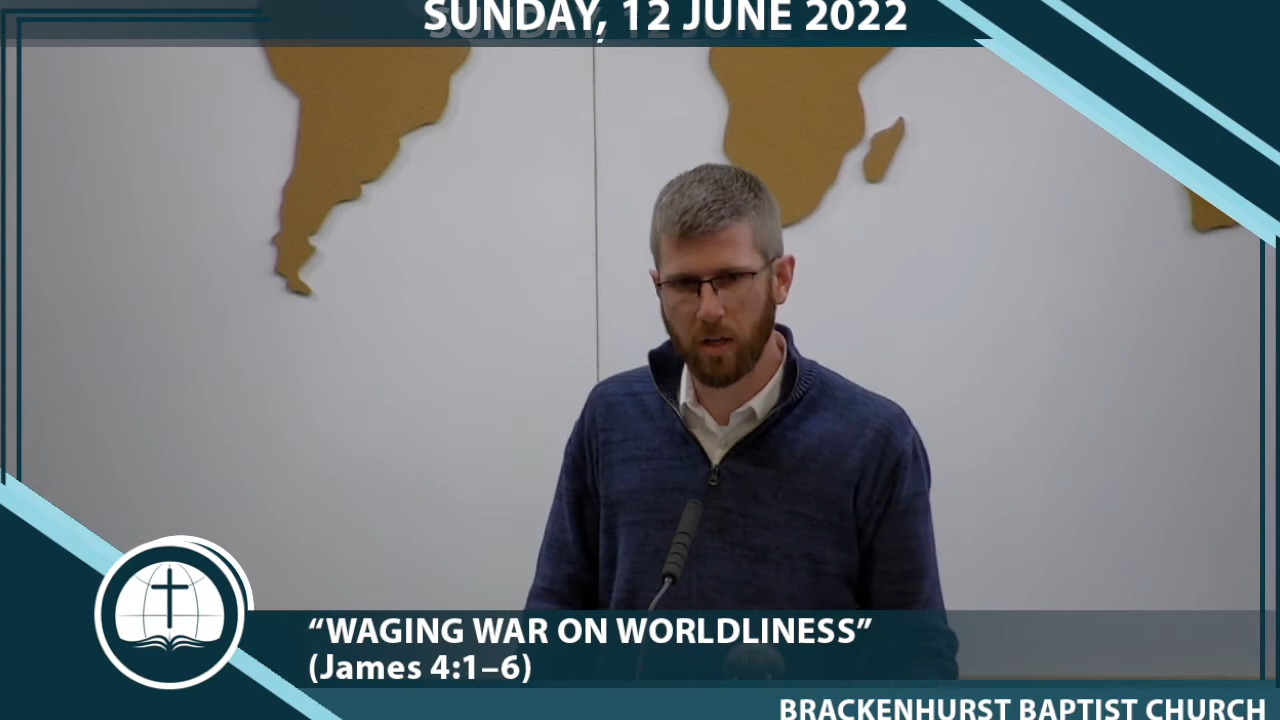 SUNDAY, 12 JUNE 2022
“WAGING WAR ON WORLDLINESS”
(James 4:1–6)
BRACKENHURST BAPTIST CHURCH